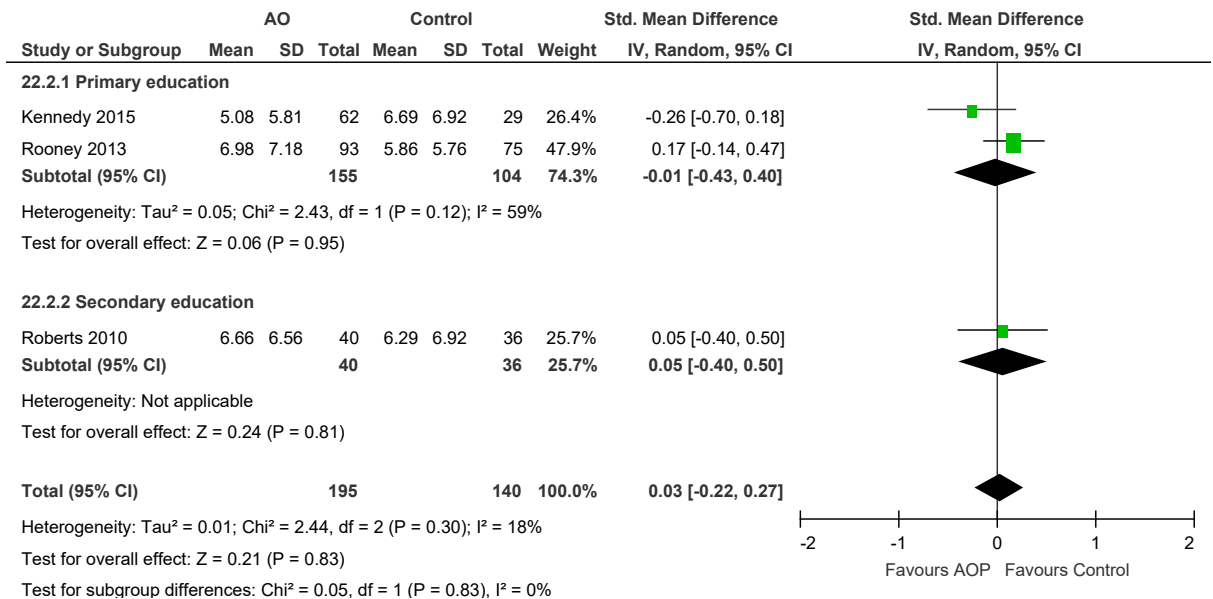 AO Control Std. Mean Difference Std. Mean Difference
Study or Subgroup Mean SD Total Mean SD Total Weight IV, Random, 95% CI IV, Random, 95% CI
22.2.1 Primary education
Kennedy 2015 5.08 5.81 62 6.69 6.92 29 26.4% -0.26 [-0.70, 0.18]
Rooney 2013 6.98 7.18 93 5.86 5.76 75 47.9% 0.17 [-0.14, 0.47]
Subtotal (95% CI) 155 104 74.3% -0.01 [-0.43, 0.40]
Heterogeneity: Tau² = 0.05; Chi² = 2.43, df = 1 (P = 0.12); I² = 59%
Test for overall effect: Z = 0.06 (P = 0.95)
22.2.2 Secondary education
Roberts 2010 6.66 6.56 40 6.29 6.92 36 25.7% 0.05 [-0.40, 0.50]
Subtotal (95% CI) 40 36 25.7% 0.05 [-0.40, 0.50]
Heterogeneity: Not applicable
Test for overall effect: Z = 0.24 (P = 0.81)
Total (95% CI) 195 140 100.0% 0.03 [-0.22, 0.27]
Heterogeneity: Tau² = 0.01; Chi² = 2.44, df = 2 (P = 0.30); I² = 18%
Test for overall effect: Z = 0.21 (P = 0.83)
Test for subgroup differences: Chi² = 0.05, df = 1 (P = 0.83), I² = 0%
-2 -1 0 1 2
Favours AOP Favours Control